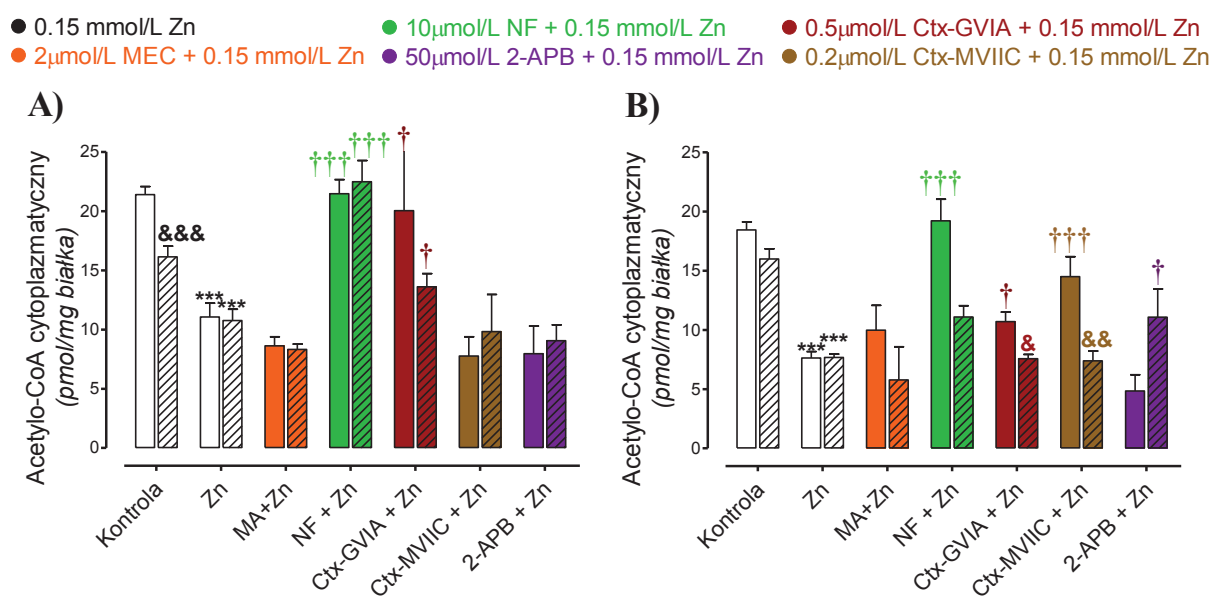 0.15 mmol/L Zn
10µmol/L NF + 0.15 mmol/L Zn
0.5µmol/L Ctx-GVIA + 0.15 mmol/L Zn
2µmol/L MEC + 0.15 mmol/L Zn
50µmol/L 2-APB + 0.15 mmol/L Zn
0.2µmol/L Ctx-MVIIC + 0.15 mmol/L Zn
A)
Acetylo-CoA cytoplazmatyczny
(pmol/mg białka)
25
20
15
10
5
0
&&&
***
***
†††
†††
†
†
Kontrola
Zn
MA+Zn
NF + Zn
Ctx-GVIA + Zn
Ctx-MVIIC + Zn
2-APB + Zn
B)
Acetylo-CoA cytoplazmatyczny
(pmol/mg białka)
25
20
15
10
5
0
***
***
†††
†
&
†††
&&
†
Kontrola
Zn
MA+Zn
NF + Zn
Ctx-GVIA + Zn
Ctx-MVIIC + Zn
2-APB + Zn